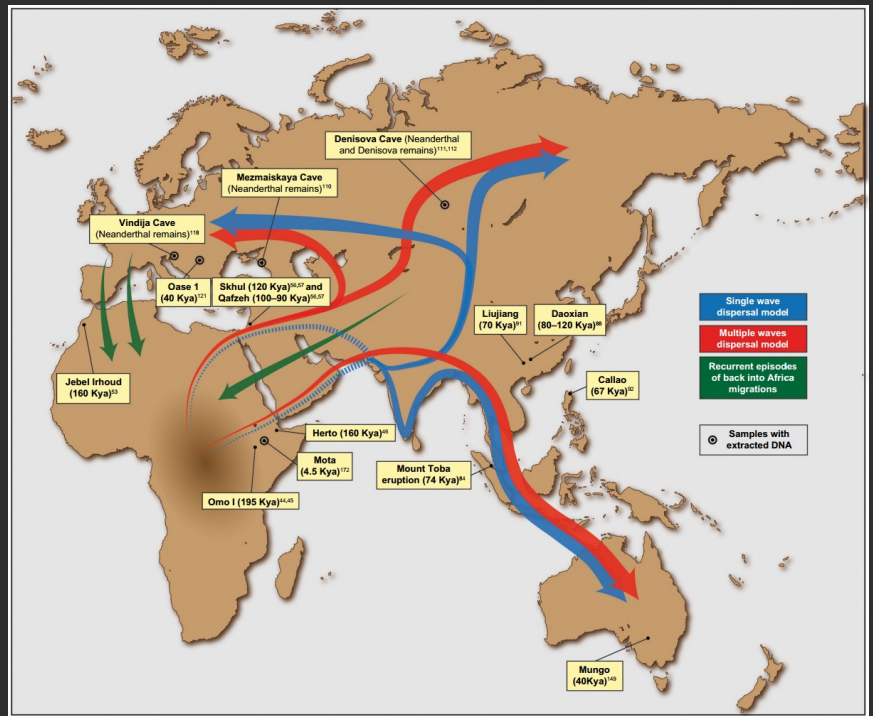 Denisova Cave (Neanderthal
and Denisova remains)111,112
Mezmaiskaya Cave
(Neanderthal remains)110
Vindija Cave
(Neanderthal remains)118
Oase 1
(40 Kya)121
Skhul (120 Kya)56,57 and
Qafzeh (100–90 Kya)56,57
Liujiang
(70 Kya)91
Daoxian
(80–120 Kya)86
Single wave
dispersal model
Multiple waves
dispersal model
Recurrent episodes
of back into Africa
migrations
Jebel Irhoud
(160 Kya)53
Callao
(67 Kya)92
Samples with
extracted DNA
Herto (160 Kya)46
Mota
(4.5 Kya)172
Mount Toba
eruption (74 Kya)84
Omo I (195 Kya)44,45
Mungo
(40Kya)149